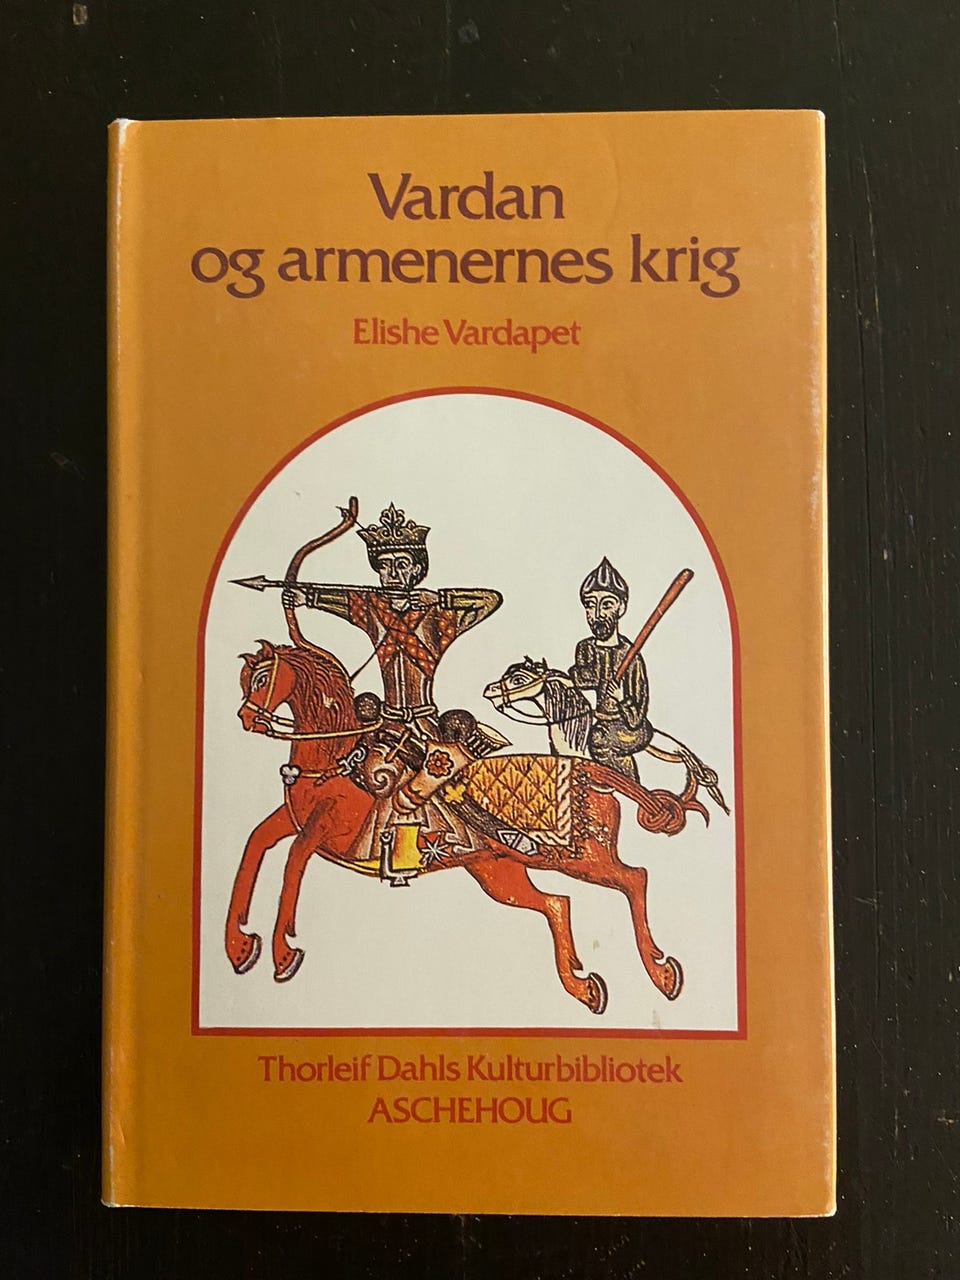 Vardan
og armenernes krig
Elishe Vardapet
Thorleif Dahls Kulturbibliotek
ASCHEHOUG